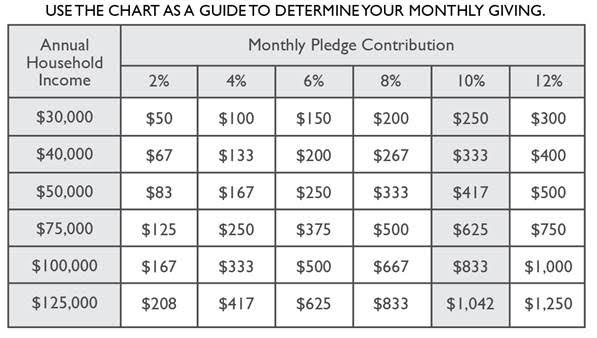 USE THE CHART AS A GUIDE TO DETERMINE YOUR MONTHLY GIVING.
Annual Household Income
Monthly Pledge Contribution
2% 4% 6% 8% 10% 12%
$30,000 $50 $100 $150 $200 $250 $300
$40,000 $67 $133 $200 $267 $333 $400
$50,000 $83 $167 $250 $333 $417 $500
$75,000 $125 $250 $375 $500 $625 $750
$100,000 $167 $333 $500 $667 $833 $1,000
$125,000 $208 $417 $625 $833 $1,042 $1,250